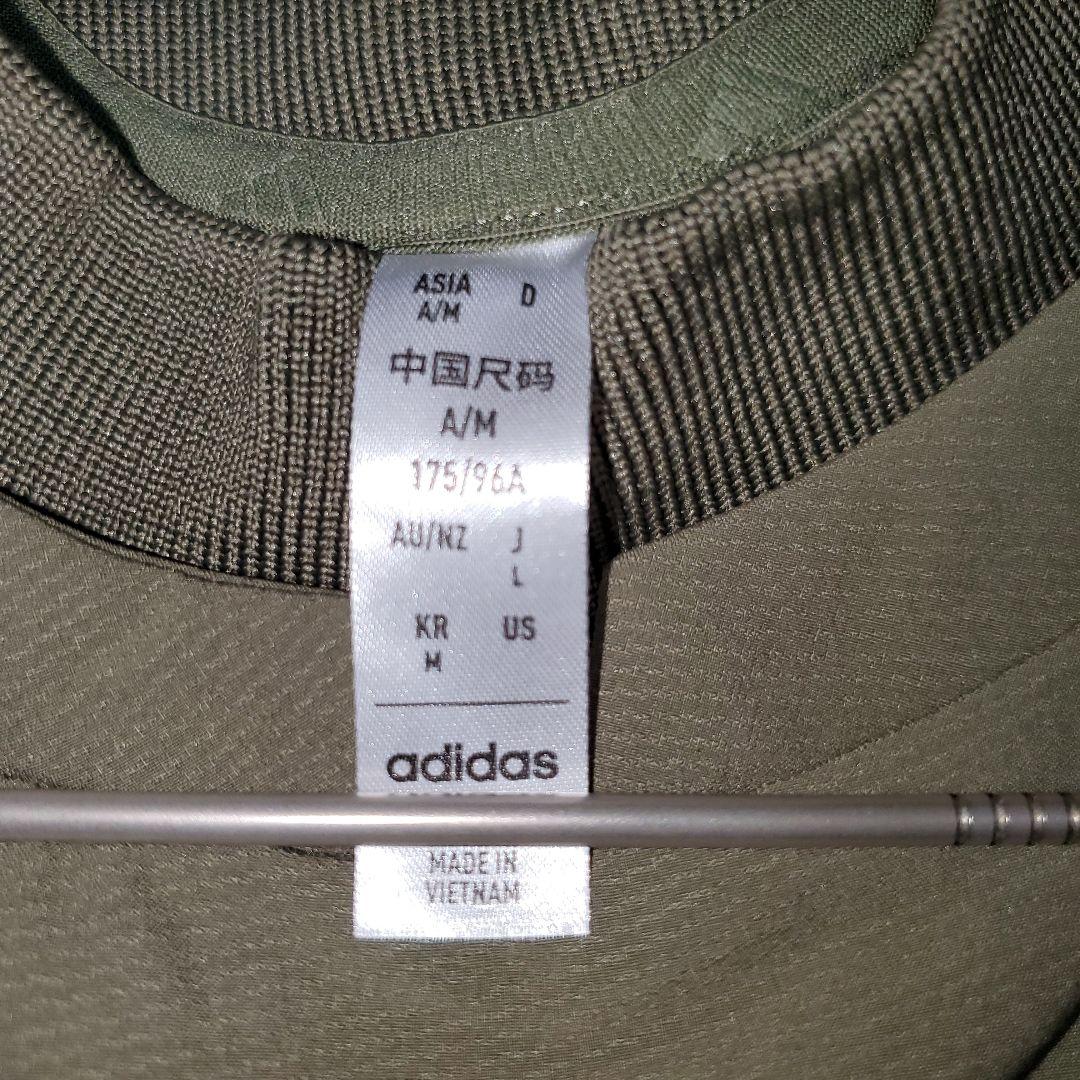 ASIA D
A/M
中国尺码
A/M
175/96A
AU/NZ J
L
KR US
M
adidas
MADE IN
VIETNAM